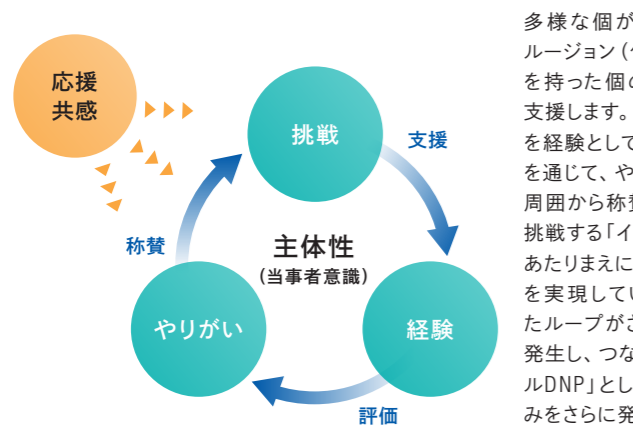 応援
共感
挑戦
支援
称賛
主体性
(当事者意識)
やりがい
経験
評価
多様な個が
ルージョン（
を持った個の
支援します。
を経験として
を通じて、や
周囲から称賛
挑戦する「イ
あたりまえに
を実現してい
たループがさ
発生し、つな
ルDNP」とし
みをさらに発